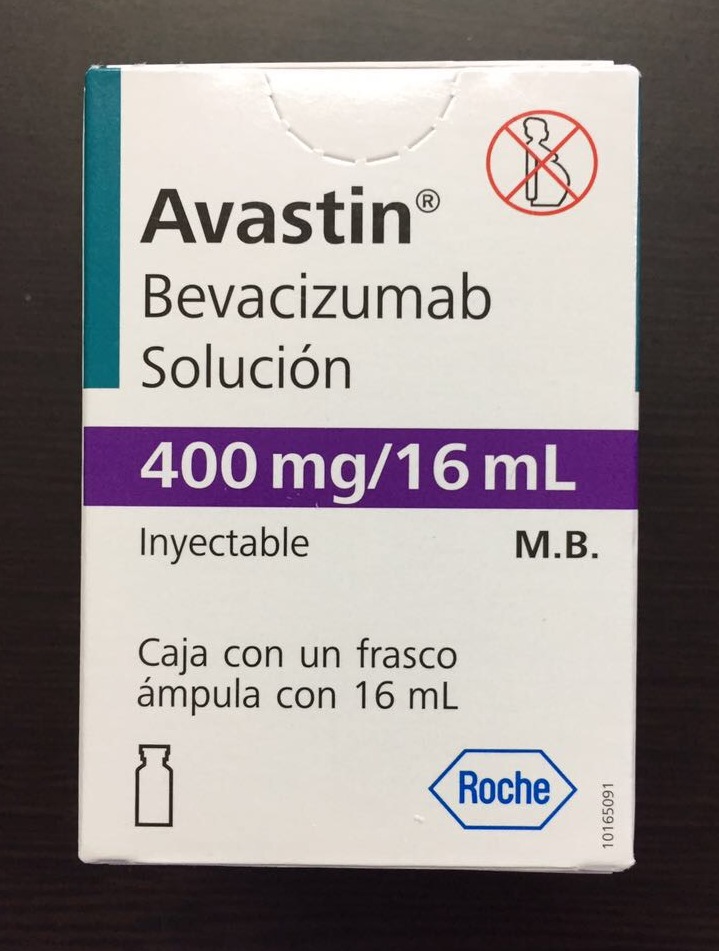 Avastin®
Bevacizumab
Solución
400 mg/16 mL
Inyectable M.B.
Caja con un frasco
ámpula con 16 mL
Roche
10165091